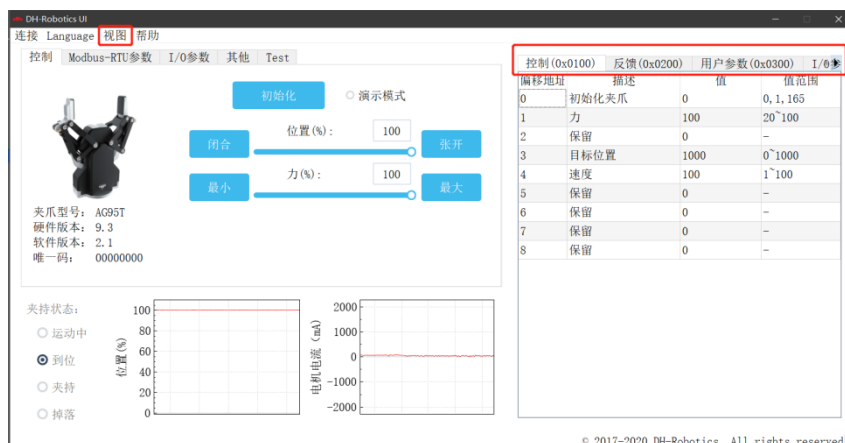 DH-Robotics UI
连接 Language 视图 帮助
控制 Modbus-RTU参数 I/O参数 其他 Test
初始化 演示模式
位置(%): 100
闭合 张开
力(%): 100
最小 最大
夹爪型号: AG95T
硬件版本: 9.3
软件版本: 2.1
唯一码: 00000000
夹持状态:
运动中
到位
夹持
掉落
位置(%)
100
80
60
40
20
0
电机电流 (mA)
2000
1000
0
-1000
-2000
控制(0x0100) 反馈(0x0200) 用户参数(0x0300)
偏移地址 描述 值 值范围
0 初始化夹爪 0 0,1,165
1 力 100 20~100
2 保留 0 -
3 目标位置 1000 0~1000
4 速度 100 1~100
5 保留 0 -
6 保留 0 -
7 保留 0 -
8 保留 0 -
© 2017-2020 DH-Robotics. All rights reserved